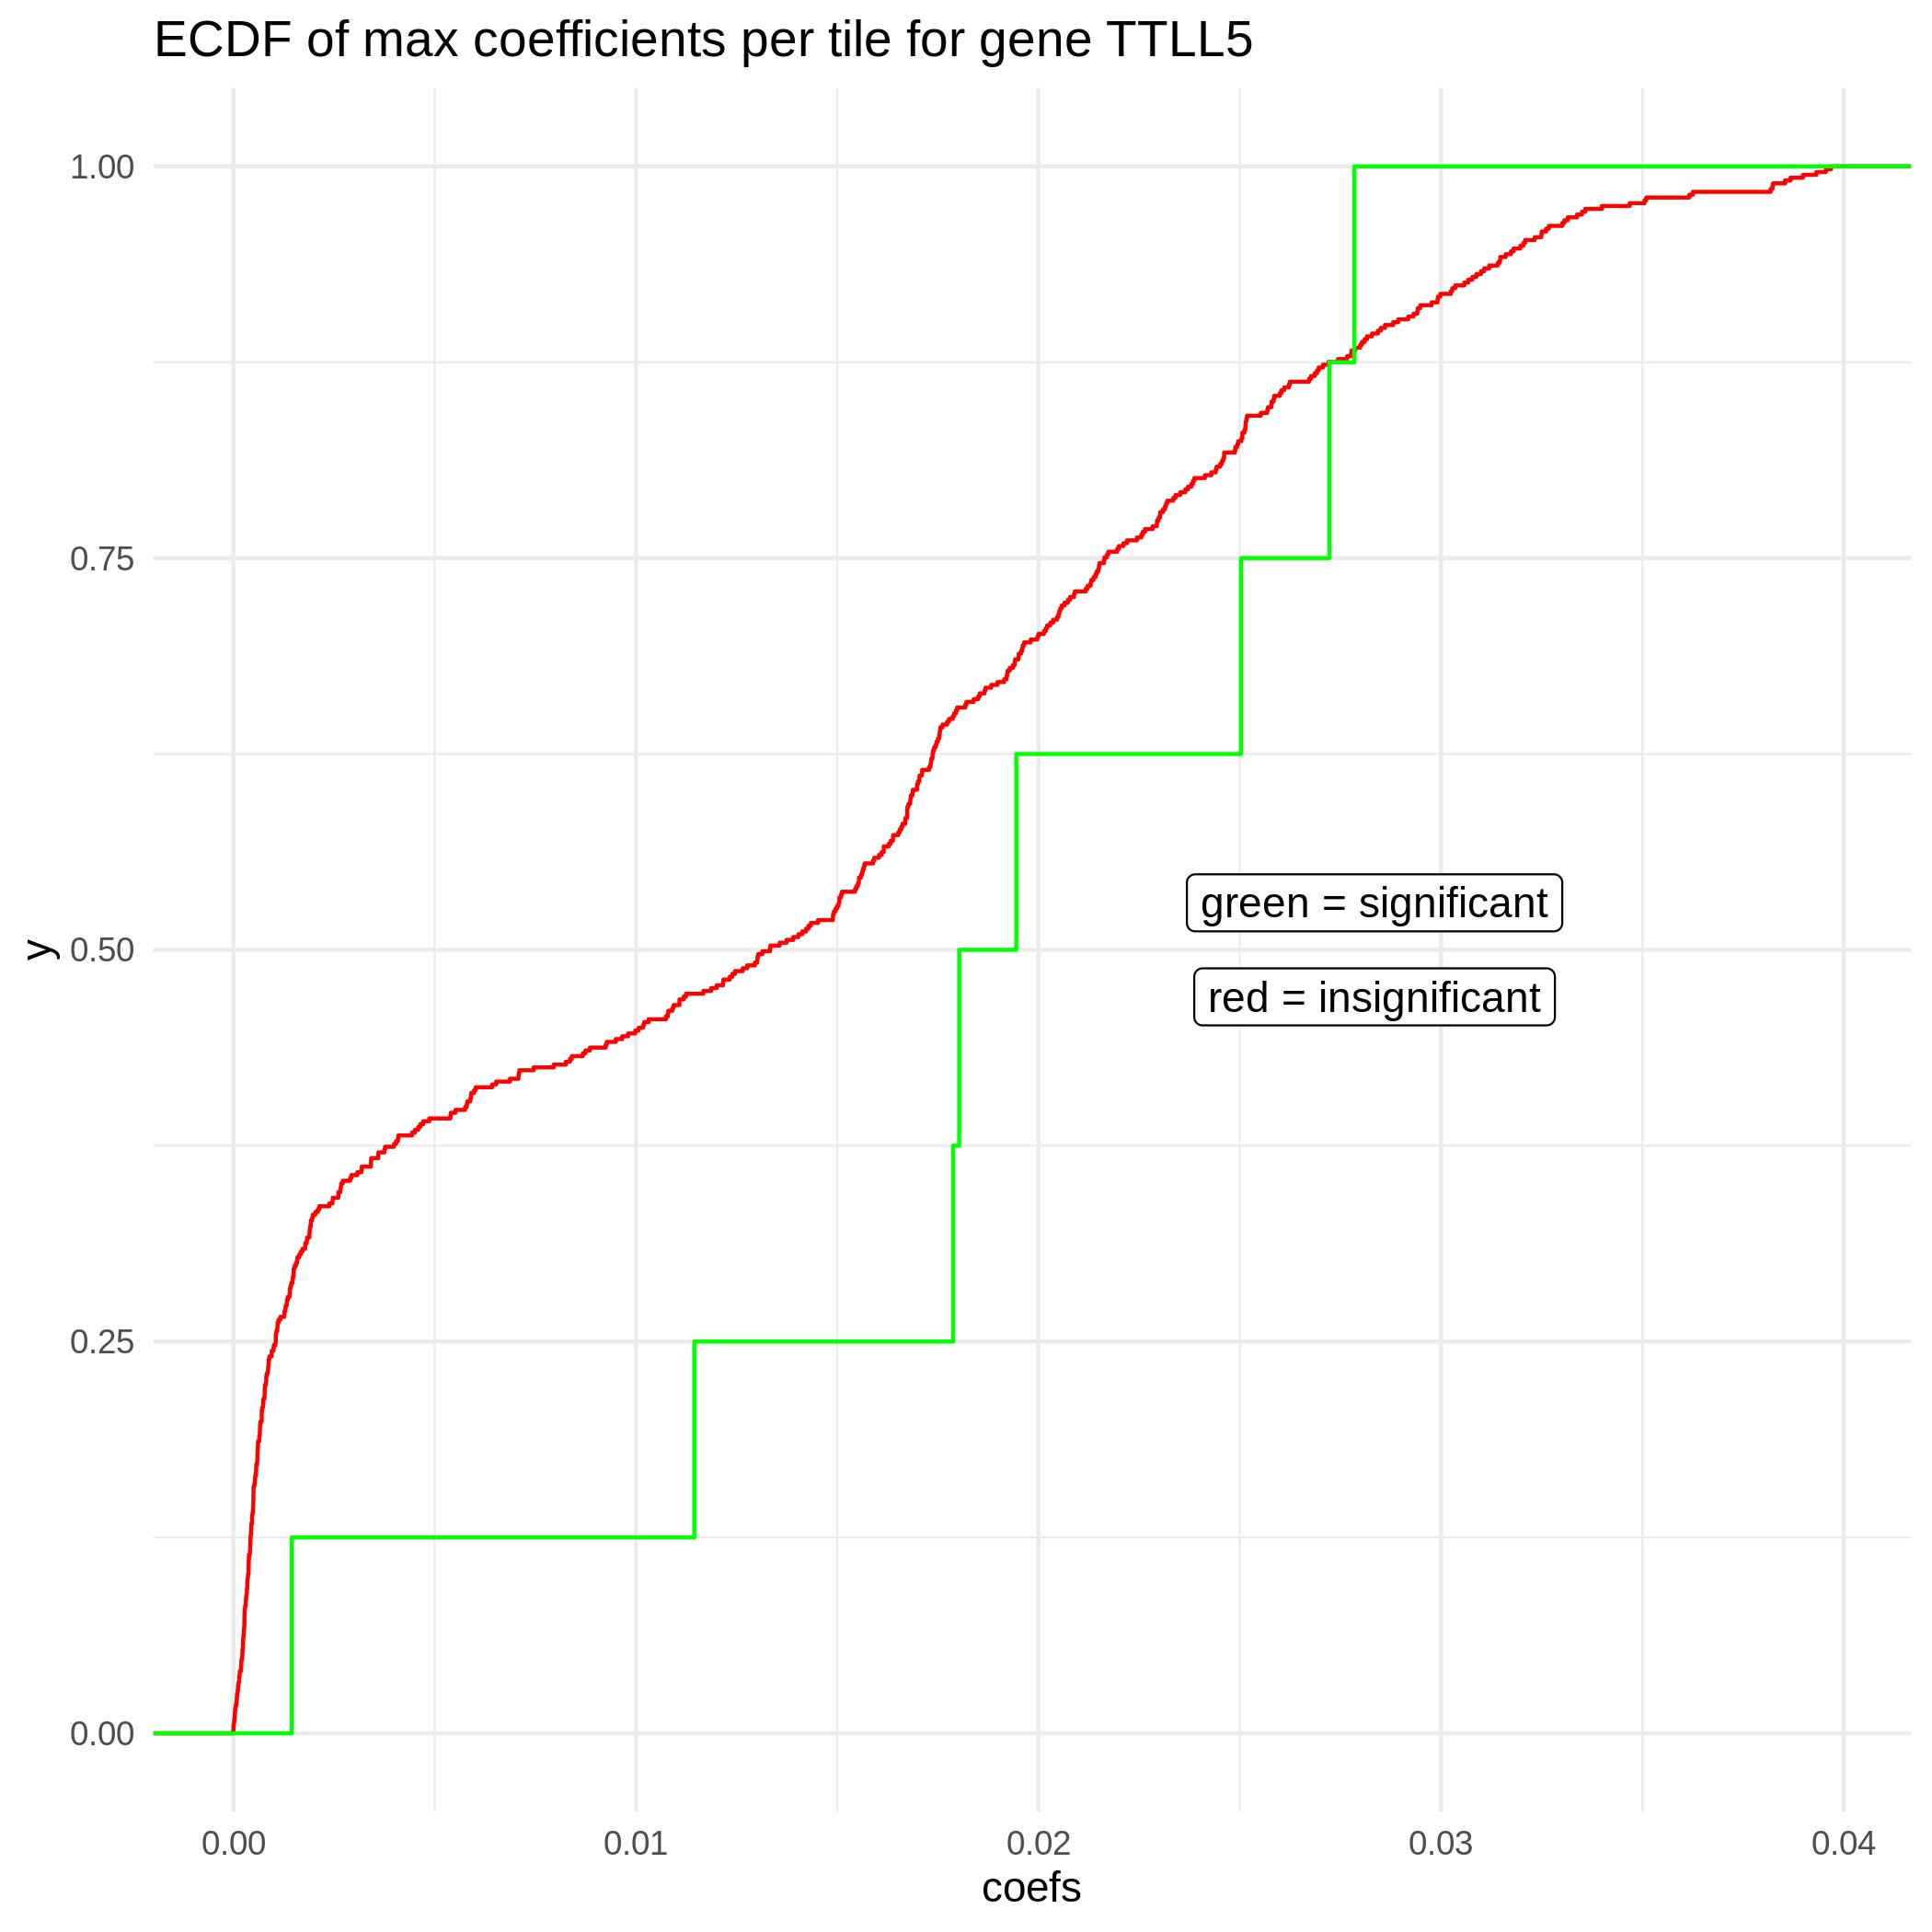 ECDF of max coefficients per tile for gene TTLL5
1.00
0.75
0.50
0.25
0.00
y
green = significant
red = insignificant
0.00 0.01 0.02 0.03 0.04
coefs